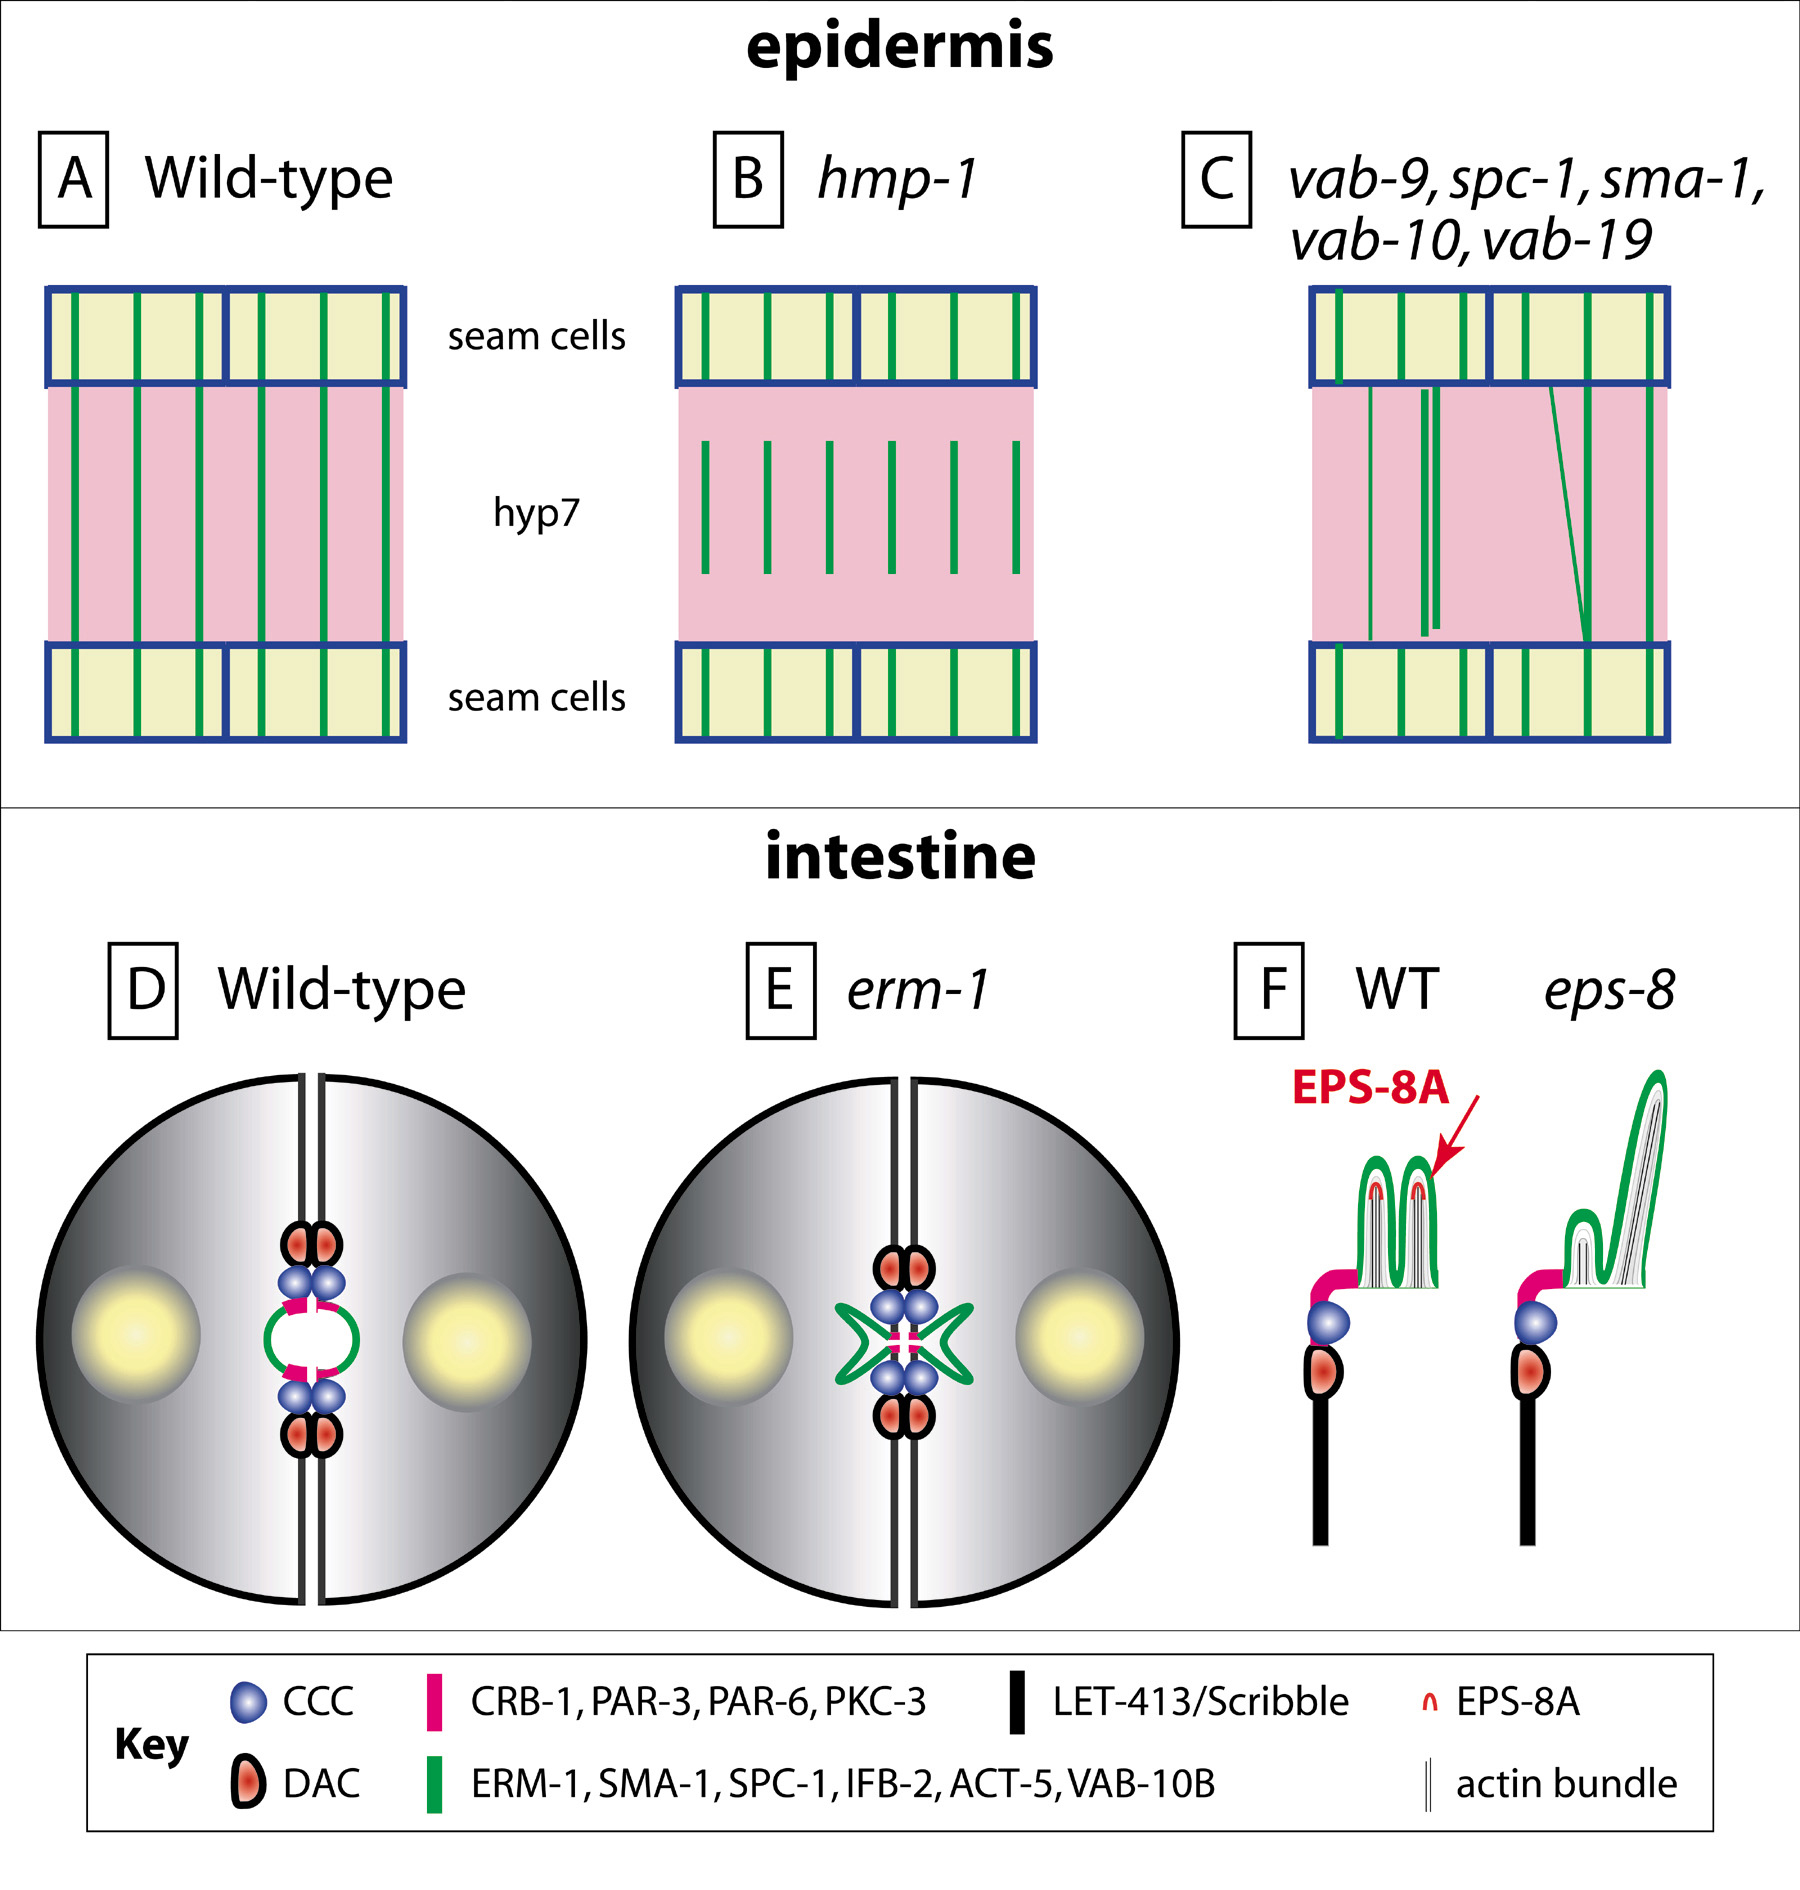 epidermis
A Wild-type
B hmp-1
C vab-9, spc-1, sma-1,
vab-10, vab-19
seam cells
hyp7
seam cells
intestine
D Wild-type
E erm-1
F WT eps-8
EPS-8A
Key
CCC
CRB-1, PAR-3, PAR-6, PKC-3
LET-413/Scribble
EPS-8A
DAC
ERM-1, SMA-1, SPC-1, IFB-2, ACT-5, VAB-10B
actin bundle